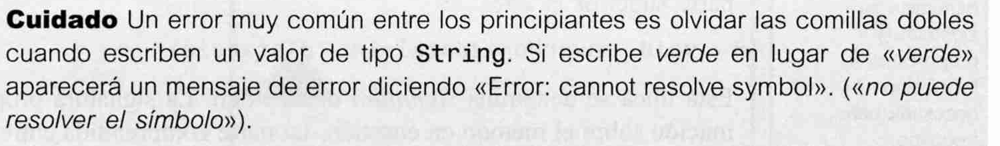 Cuidado Un error muy común entre los principiantes es olvidar las comillas dobles
cuando escriben un valor de tipo String. Si escribe verde en lugar de «verde»
aparecerá un mensaje de error diciendo «Error: cannot resolve symbol». («no puede
resolver el símbolo»).